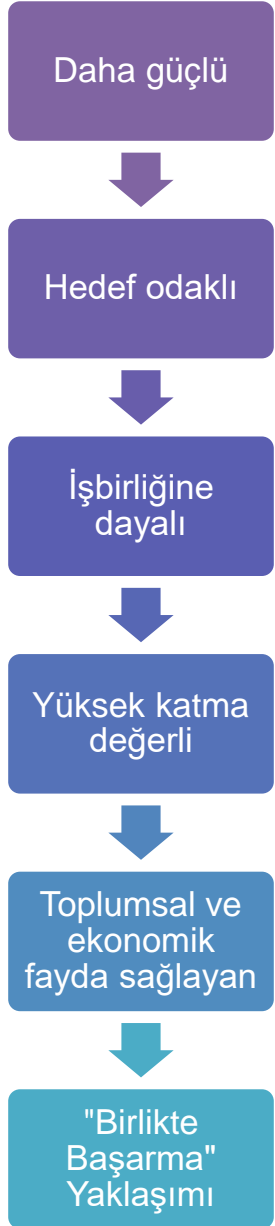 Daha güçlü
Hedef odaklı
İşbirliğine
dayalı
Yüksek katma
değerli
Toplumsal ve
ekonomik
fayda sağlayan
"Birlikte
Başarma"
Yaklaşımı